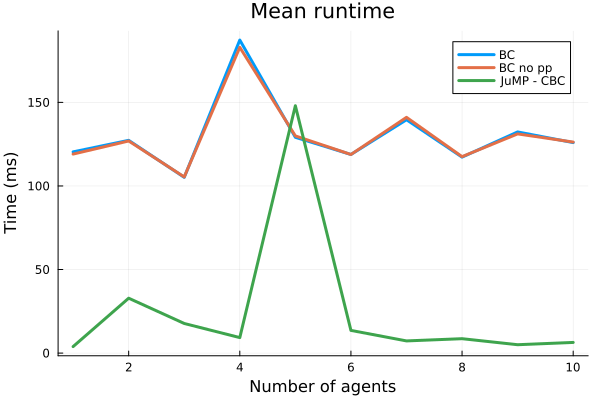 Mean runtime
BC
BC no pp
JuMP - CBC
Time (ms)
150
100
50
0
2 4 6 8 10
Number of agents